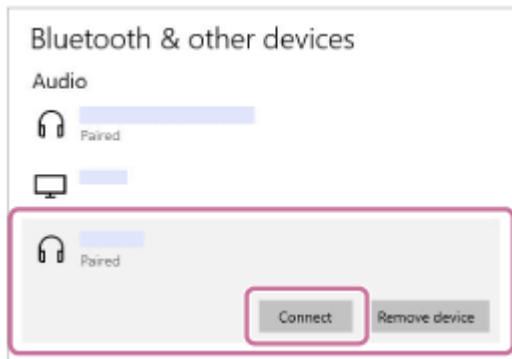 Bluetooth & other devices
Audio
Paired
Paired
Connect
Remove device